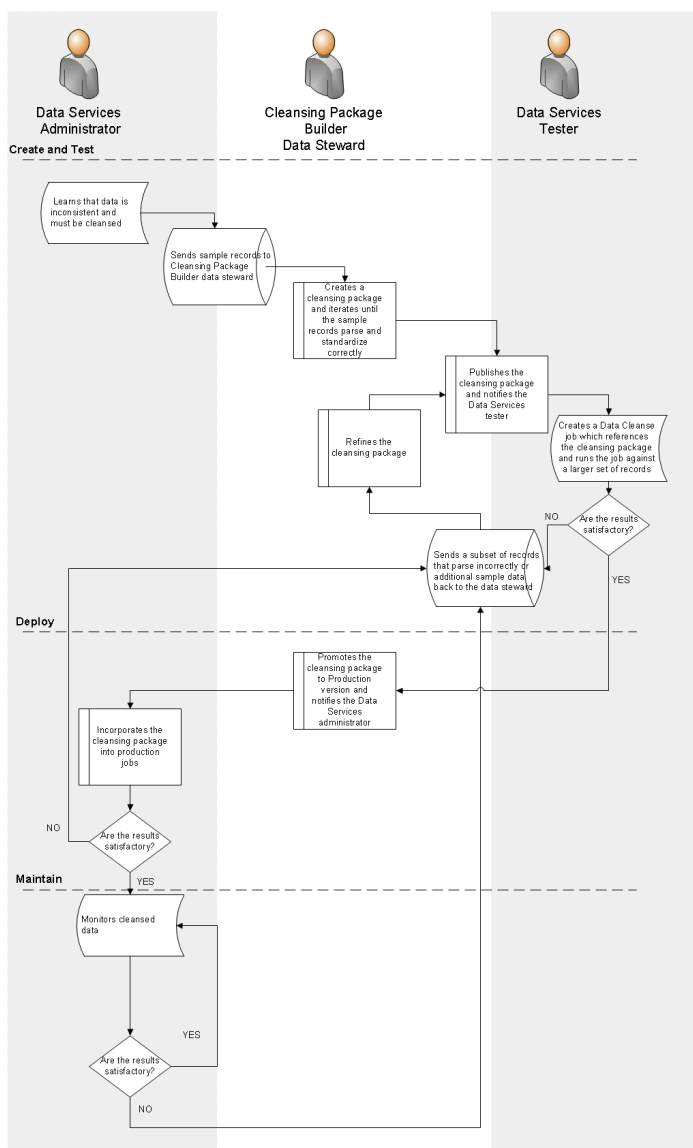 Data Services
Administrator
Cleansing Package
Builder
Data Steward
Data Services
Tester
Create and Test
Learns that data is
inconsistent and
must be cleansed
Sends sample records to
Cleansing Package
Builder data steward
Creates a
cleansing package
and iterates until
the sample
records parse and
standardize
correctly
Publishes the
cleansing package
and notifies the
Data Services
tester
Refines the
cleansing package
Creates a Data Cleanse
job which references
the cleansing package
and runs the job against
a larger set of records
NO
Are the results
satisfactory?
YES
Sends a subset of records
that parse incorrectly or
additional sample data
back to the data steward
Deploy
Promotes the
cleansing package
to Production
version and
notifies the Data
Services
administrator
Incorporates the
cleansing package
into production
jobs
NO
Are the results
satisfactory?
YES
Maintain
Monitors cleansed
data
YES
Are the results
satisfactory?
NO